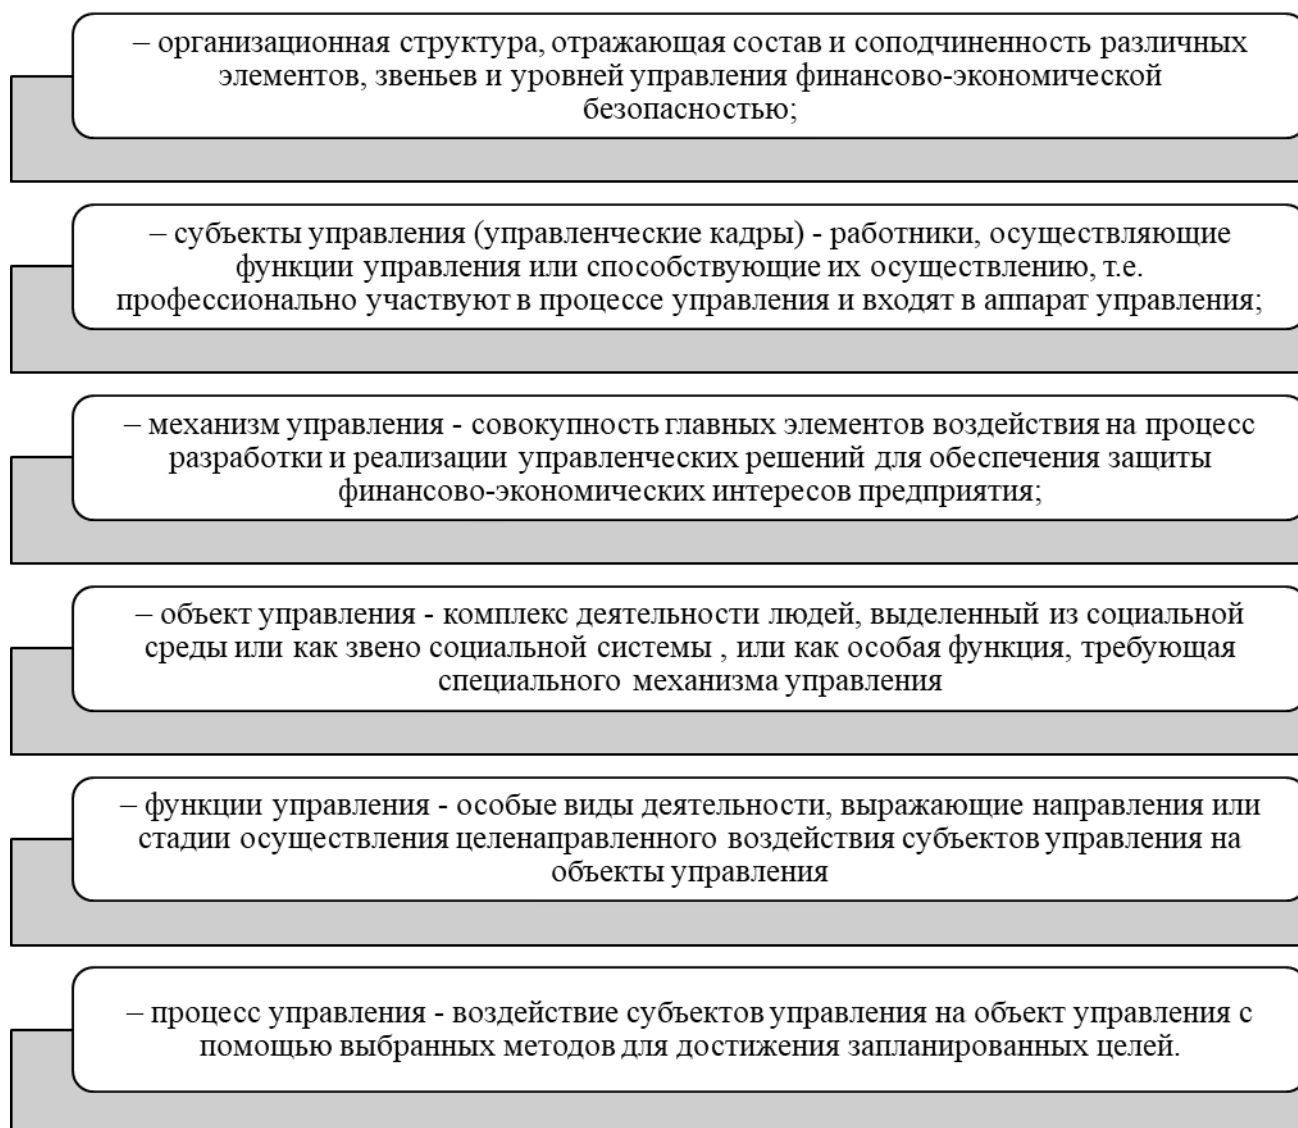 – организационная структура, отражающая состав и соподчиненность различных
элементов, звеньев и уровней управления финансово-экономической
безопасностью;
– субъекты управления (управленческие кадры) - работники, осуществляющие
функции управления или способствующие их осуществлению, т.е.
профессионально участвуют в процессе управления и входят в аппарат управления;
– механизм управления - совокупность главных элементов воздействия на процесс
разработки и реализации управленческих решений для обеспечения защиты
финансово-экономических интересов предприятия;
– объект управления - комплекс деятельности людей, выделенный из социальной
среды или как звено социальной системы , или как особая функция, требующая
специального механизма управления
– функции управления - особые виды деятельности, выражающие направления или
стадии осуществления целенаправленного воздействия субъектов управления на
объекты управления
– процесс управления - воздействие субъектов управления на объект управления с
помощью выбранных методов для достижения запланированных целей.